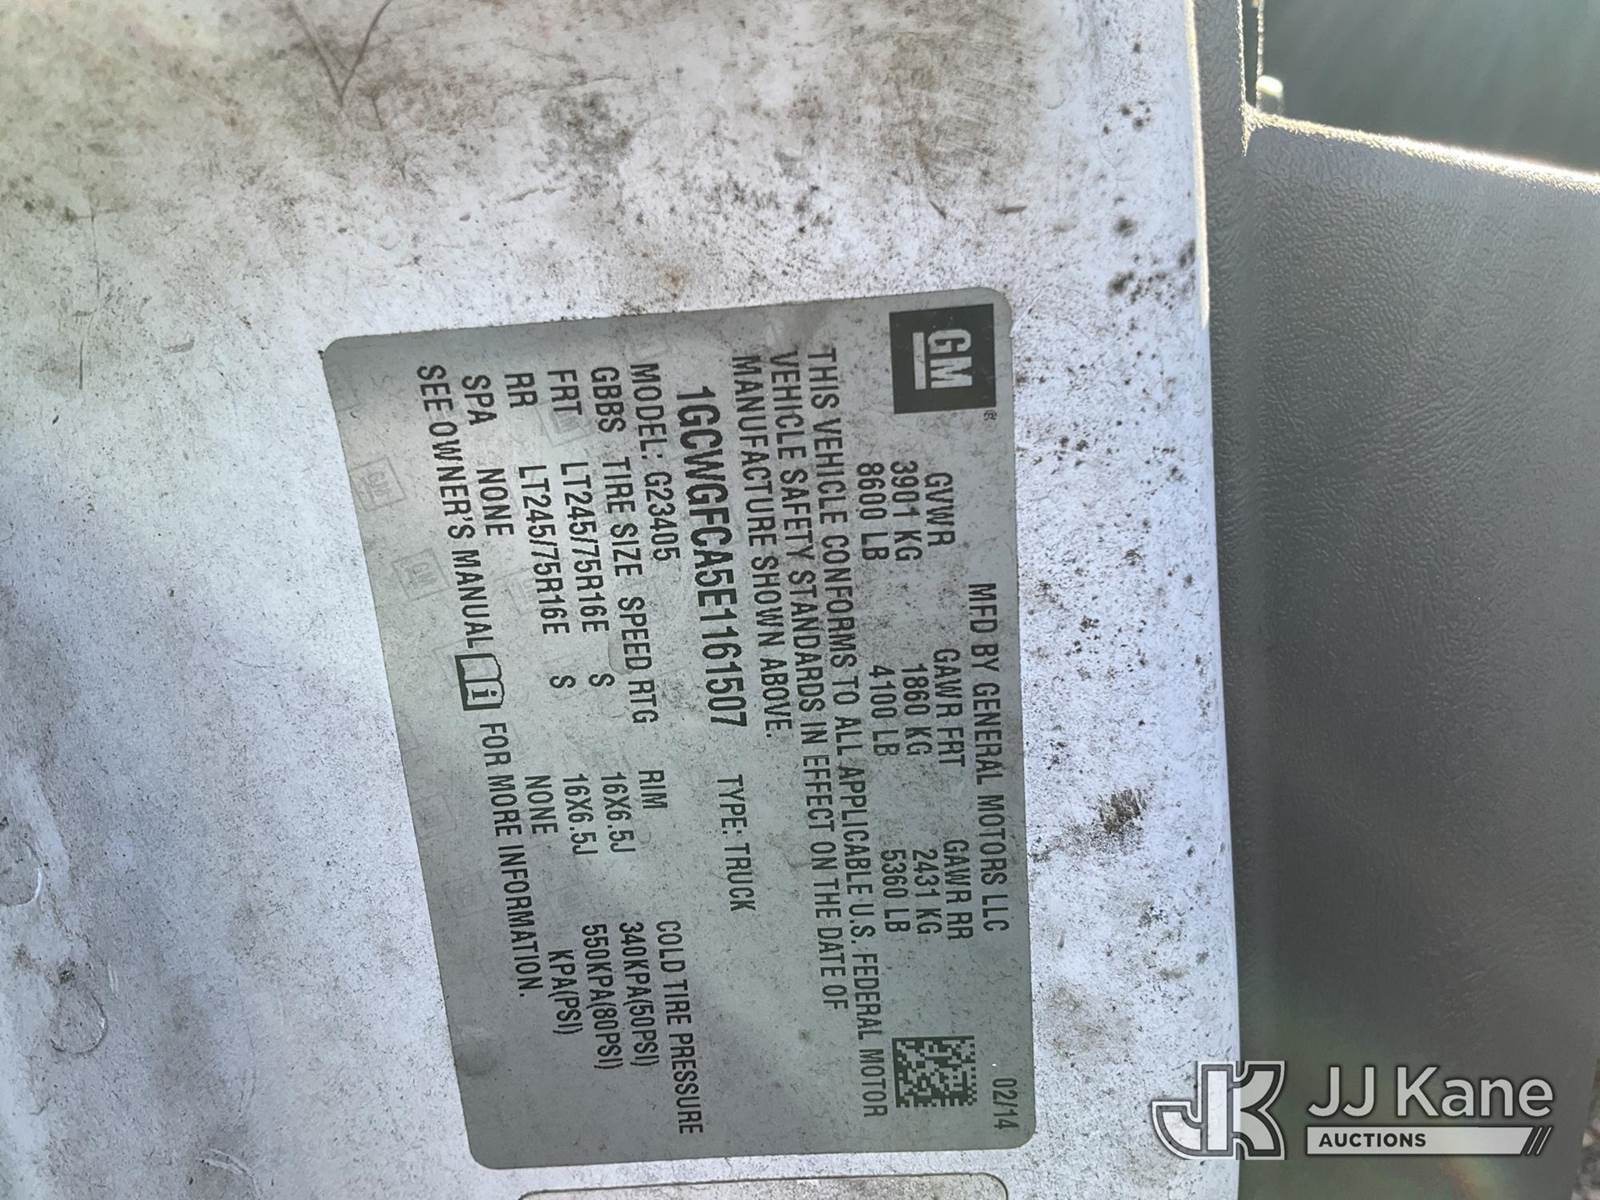 GM®
MFD BY GENERAL MOTORS LLC
02/14
GVWR GAWR FRT GAWR RR
3901 KG 1860 KG 2431 KG
8600 LB 4100 LB 5360 LB
THIS VEHICLE CONFORMS TO ALL APPLICABLE U.S. FEDERAL MOTOR
VEHICLE SAFETY STANDARDS IN EFFECT ON THE DATE OF
MANUFACTURE SHOWN ABOVE.
1GCWGFCA5E1161507 TYPE: TRUCK
MODEL: G23405
GBBS TIRE SIZE SPEED RTG RIM COLD TIRE PRESSURE
FRT LT245/75R16E S 16X6.5J 340KPA(50PSI)
RR LT245/75R16E S 16X6.5J 550KPA(80PSI)
SPA NONE NONE KPA(PSI)
SEE OWNER'S MANUAL i FOR MORE INFORMATION.
JK JJ Kane
AUCTIONS